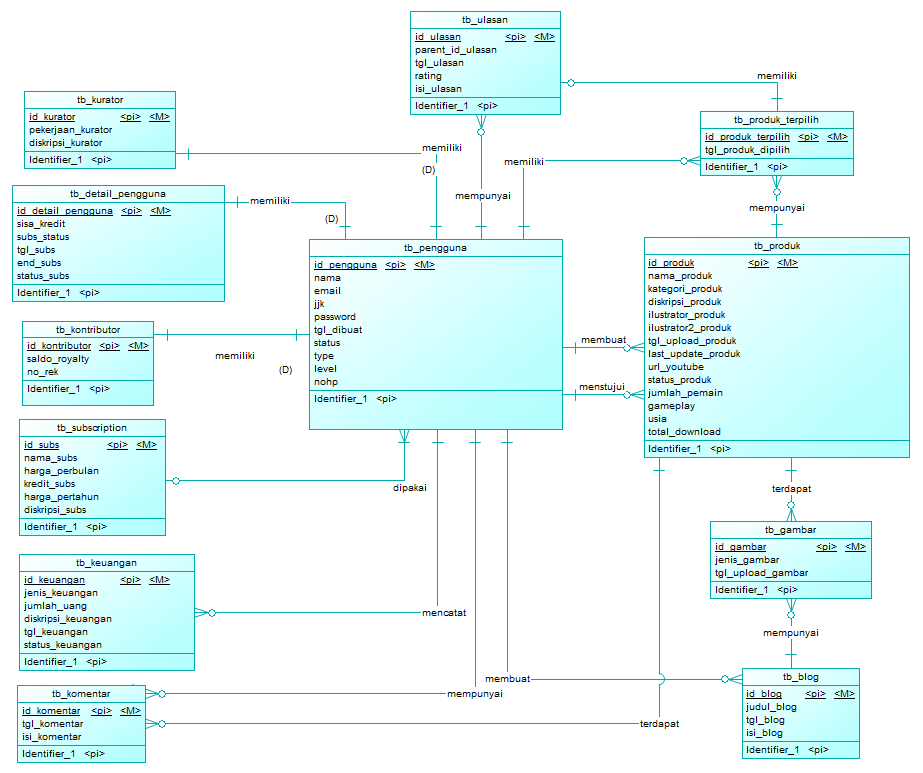 tb_ulasan
id_ulasan <pi> <M>
parent_id_ulasan
tgl_ulasan
rating
isi_ulasan
Identifier_1 <pi>
memiliki
tb_kurator
id_kurator <pi> <M>
pekerjaan_kurator
diskripsi_kurator
Identifier_1 <pi>
tb_produk_terpilih
id_produk_terpilih <pi> <M>
tgl_produk_dipilih
Identifier_1 <pi>
memiliki
(D)
memiliki
mempunyai
mempunyai
tb_detail_pengguna
id_detail_pengguna <pi> <M>
sisa_kredit
subs_status
tgl_subs
end_subs
status_subs
Identifier_1 <pi>
memiliki
(D)
tb_pengguna
id_pengguna <pi> <M>
nama
email
jjk
password
tgl_dibuat
status
type
level
nohp
Identifier_1 <pi>
tb_produk
id_produk <pi> <M>
nama_produk
kategori_produk
diskripsi_produk
ilustrator_produk
ilustrator2_produk
tgl_upload_produk
last_update_produk
url_youtube
status_produk
jumlah_pemain
gameplay
usia
total_download
Identifier_1 <pi>
membuat
menstujui
tb_kontributor
id_kontributor <pi> <M>
saldo_royalty
no_rek
Identifier_1 <pi>
memiliki
(D)
tb_subscription
id_subs <pi> <M>
nama_subs
harga_perbulan
kredit_subs
harga_pertahun
diskripsi_subs
Identifier_1 <pi>
dipakai
terdapat
tb_gambar
id_gambar <pi> <M>
jenis_gambar
tgl_upload_gambar
Identifier_1 <pi>
tb_keuangan
id_keuangan <pi> <M>
jenis_keuangan
jumlah_uang
diskripsi_keuangan
tgl_keuangan
status_keuangan
Identifier_1 <pi>
mencatat
mempunyai
tb_blog
id_blog <pi> <M>
judul_blog
tgl_blog
isi_blog
Identifier_1 <pi>
membuat
mempunyai
terdapat
tb_komentar
id_komentar <pi> <M>
tgl_komentar
isi_komentar
Identifier_1 <pi>